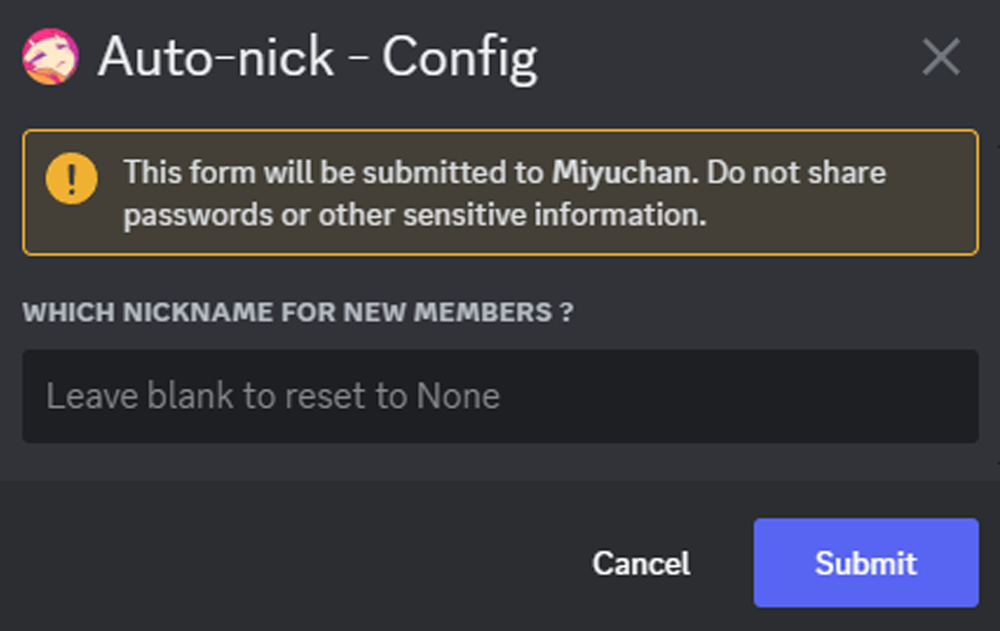 Auto-nick - Config
This form will be submitted to Miyuchan. Do not share
passwords or other sensitive information.
WHICH NICKNAME FOR NEW MEMBERS ?
Leave blank to reset to None
Cancel
Submit